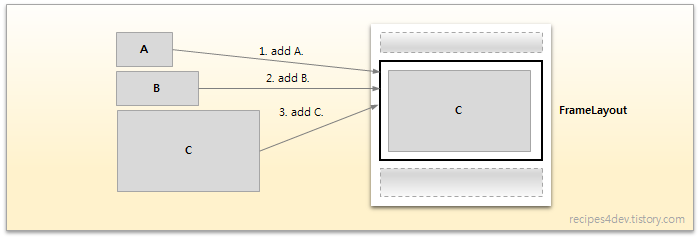 A
1. add A.
B
2. add B.
3. add C.
C
C
FrameLayout
recipes4dev.tistory.com